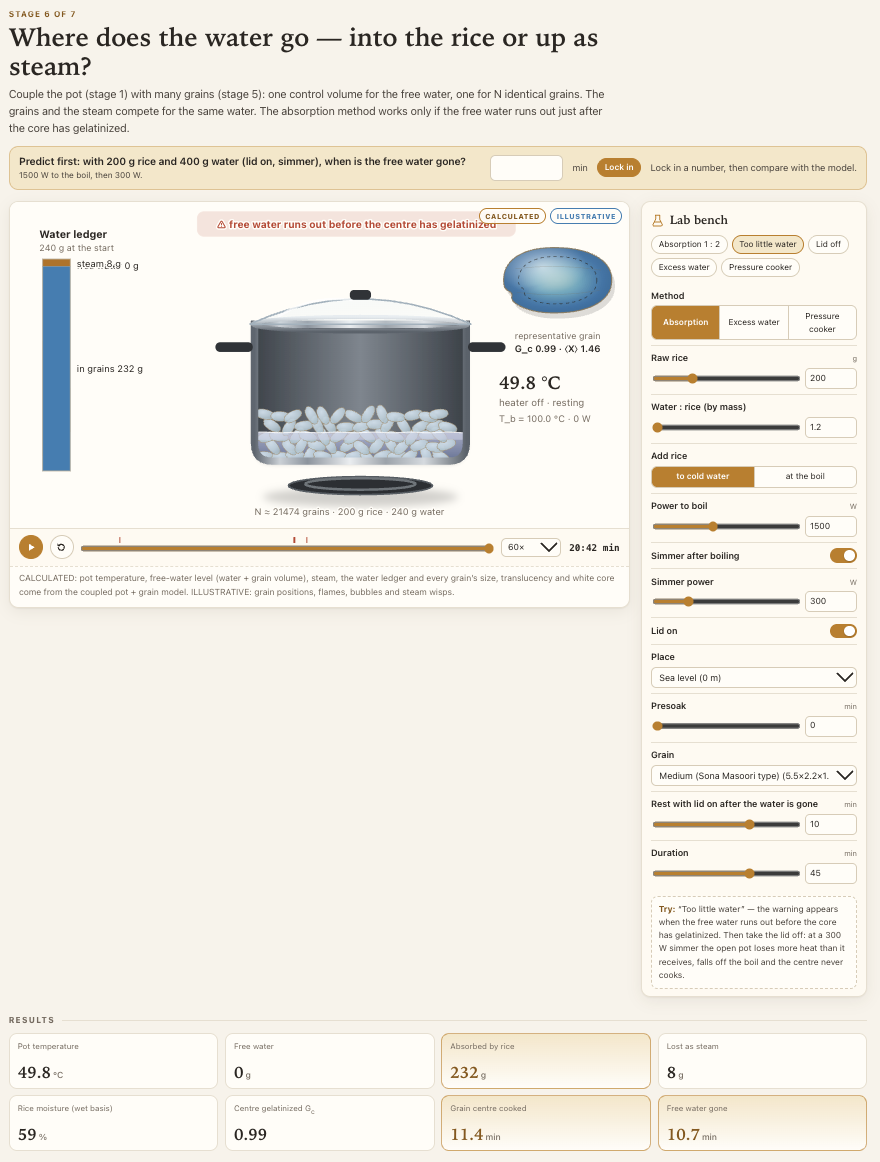 STAGE 6 OF 7
Where does the water go — into the rice or up as
steam?
Couple the pot (stage 1) with many grains (stage 5): one control volume for the free water, one for N identical grains. The
grains and the steam compete for the same water. The absorption method works only if the free water runs out just after
the core has gelatinized.
Predict first: with 200 g rice and 400 g water (lid on, simmer), when is the free water gone?
1500 W to the boil, then 300 W.
min
Lock in
Lock in a number, then compare with the model.
CALCULATED
ILLUSTRATIVE
⚠ free water runs out before the centre has gelatinized
Water ledger
240 g at the start
steam 8 g
0 g
in grains 232 g
representative grain
G_c 0.99 · ⟨X⟩ 1.46
49.8 °C
heater off · resting
T_b = 100.0 °C · 0 W
N ≈ 21474 grains · 200 g rice · 240 g water
60×
20:42 min
CALCULATED: pot temperature, free-water level (water + grain volume), steam, the water ledger and every grain's size, translucency and white core
come from the coupled pot + grain model. ILLUSTRATIVE: grain positions, flames, bubbles and steam wisps.
Lab bench
Absorption 1 : 2
Too little water
Lid off
Excess water
Pressure cooker
Method
Absorption
Excess water
Pressure
cooker
Raw rice
g
200
Water : rice (by mass)
1.2
Add rice
to cold water
at the boil
Power to boil
W
1500
Simmer after boiling
Simmer power
W
300
Lid on
Place
Sea level (0 m)
Presoak
min
0
Grain
Medium (Sona Masoori type) (5.5×2.2×1.
Rest with lid on after the water is gone
min
10
Duration
min
45
Try: "Too little water" — the warning appears
when the free water runs out before the core
has gelatinized. Then take the lid off: at a 300
W simmer the open pot loses more heat than it
receives, falls off the boil and the centre never
cooks.
RESULTS
Pot temperature
49.8 °C
Free water
0 g
Absorbed by rice
232 g
Lost as steam
8 g
Rice moisture (wet basis)
59 %
Centre gelatinized Gc
0.99
Grain centre cooked
11.4 min
Free water gone
10.7 min